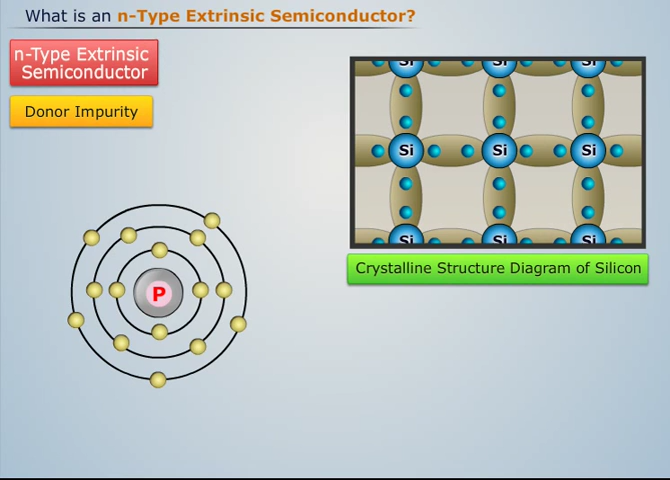 What is an n-Type Extrinsic Semiconductor?
n-Type Extrinsic
Semiconductor
Donor Impurity
Si Si Si
Si Si Si
Si Si Si
Crystalline Structure Diagram of Silicon
P